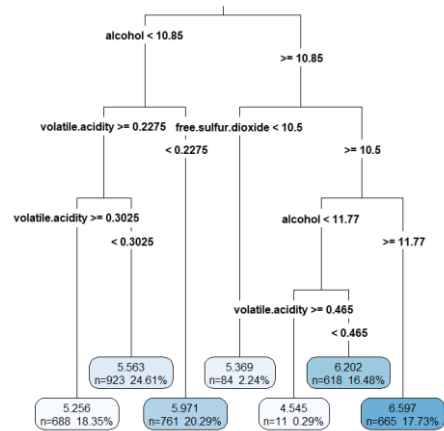 alcohol < 10.85
>= 10.85
volatile.acidity >= 0.2275
free.sulfur.dioxide < 10.5
< 0.2275
>= 10.5
volatile.acidity >= 0.3025
alcohol < 11.77
< 0.3025
>= 11.77
volatile.acidity >= 0.465
< 0.465
5.563
n=923 24.61%
5.369
n=84 2.24%
6.202
n=618 16.48%
5.256
n=688 18.35%
5.971
n=761 20.29%
4.545
n=11 0.29%
6.597
n=665 17.73%